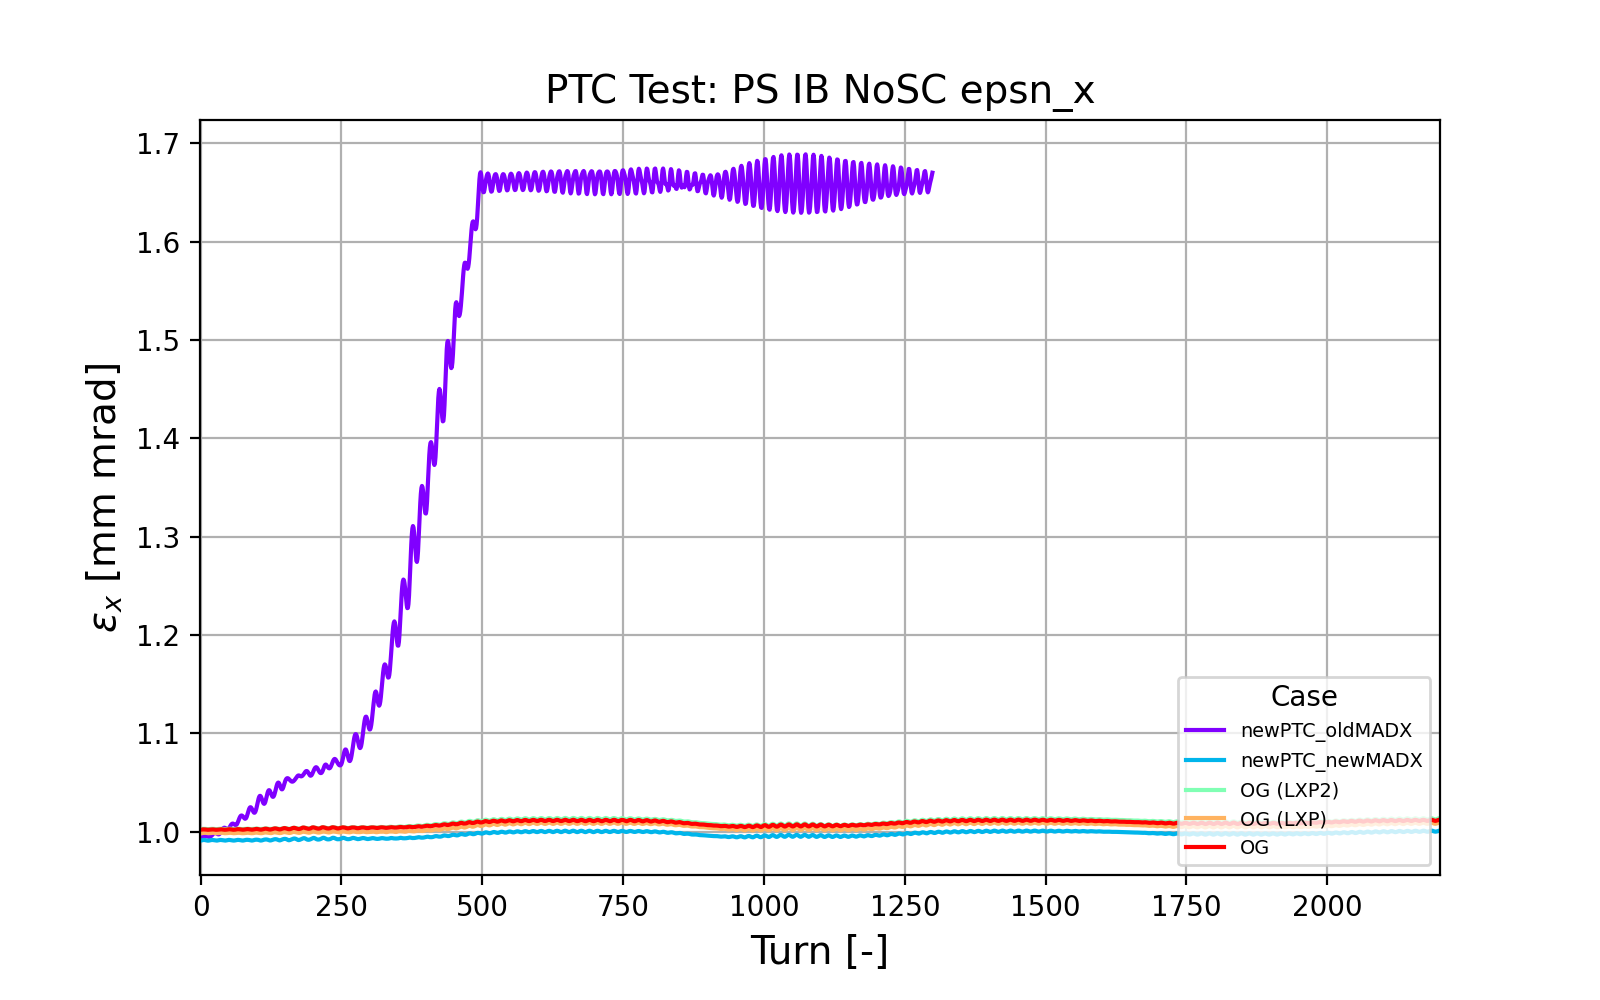 PTC Test: PS IB NoSC epsn_x
εx [mm mrad]
1.7
1.6
1.5
1.4
1.3
1.2
1.1
1.0
0 250 500 750 1000 1250 1500 1750 2000
Turn [-]
Case
newPTC_oldMADX
newPTC_newMADX
OG (LXP2)
OG (LXP)
OG